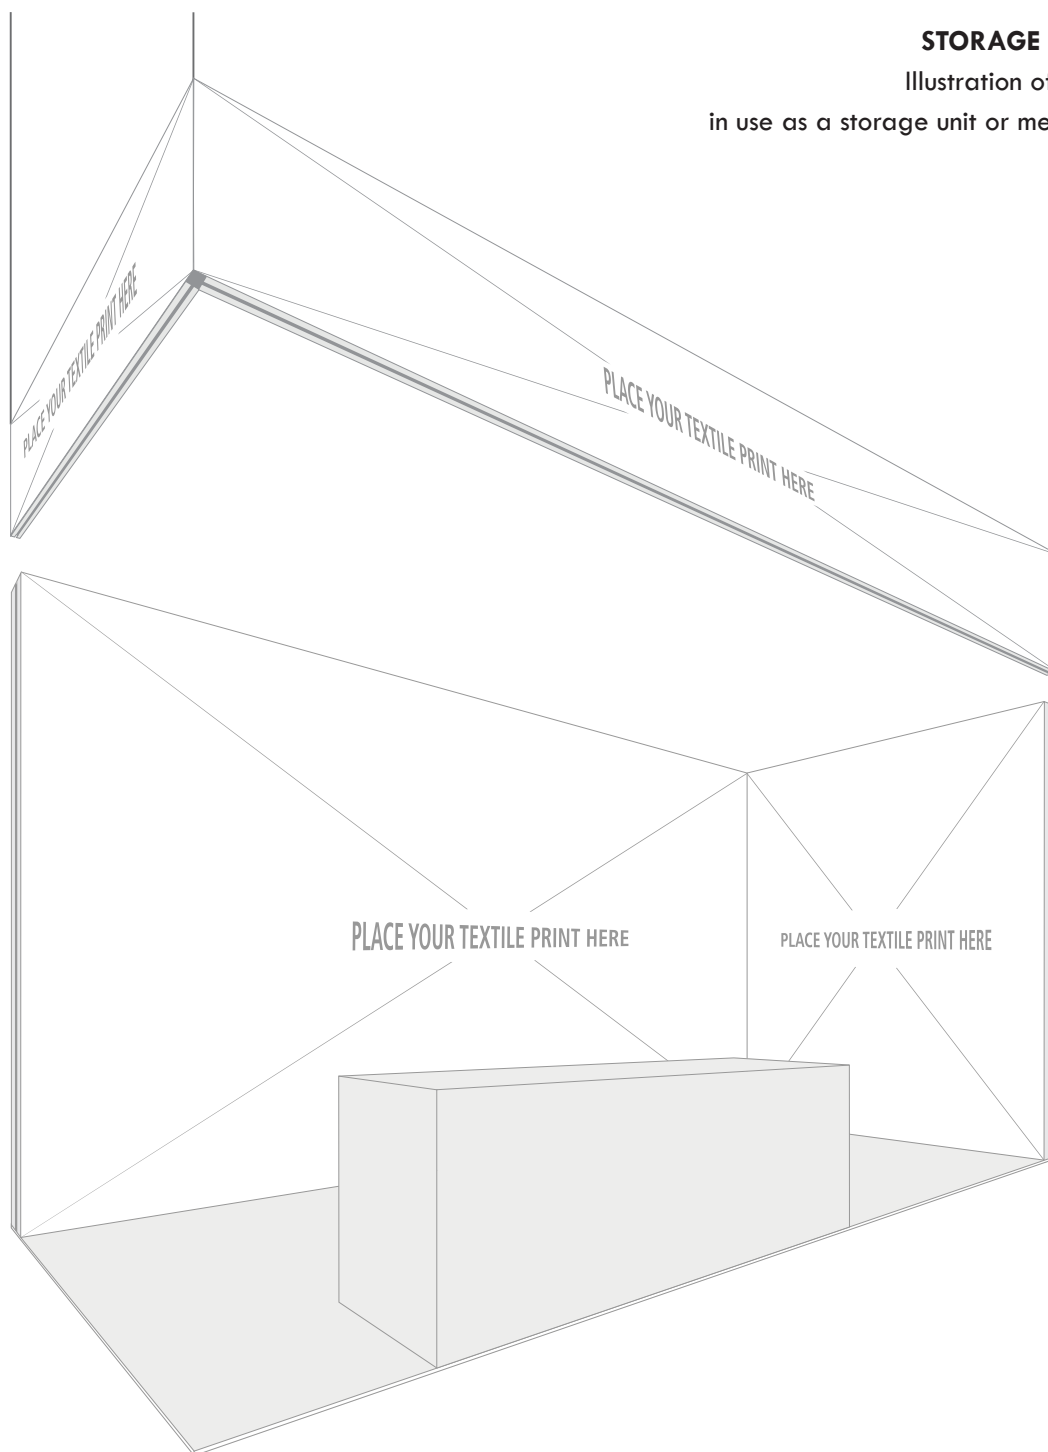 STORAGE
Illustration of
in use as a storage unit or
PLACE YOUR TEXTILE PRINT HERE
PLACE YOUR TEXTILE PRINT HERE
PLACE YOUR TEXTILE PRINT HERE
PLACE YOUR TEXTILE PRINT HERE